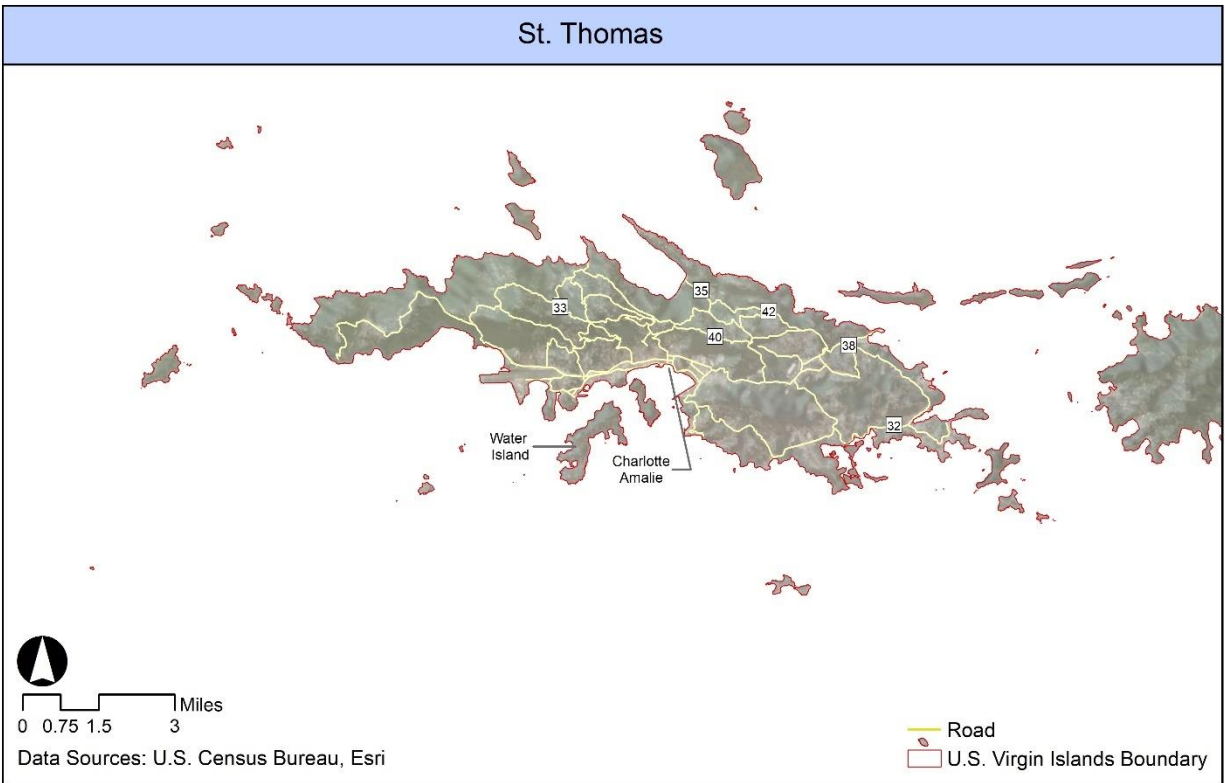 St. Thomas
35
33
42
40
38
32
Water
Island
Charlotte
Amalie
Miles
0 0.75 1.5 3
Data Sources: U.S. Census Bureau, Esri
Road
U.S. Virgin Islands Boundary